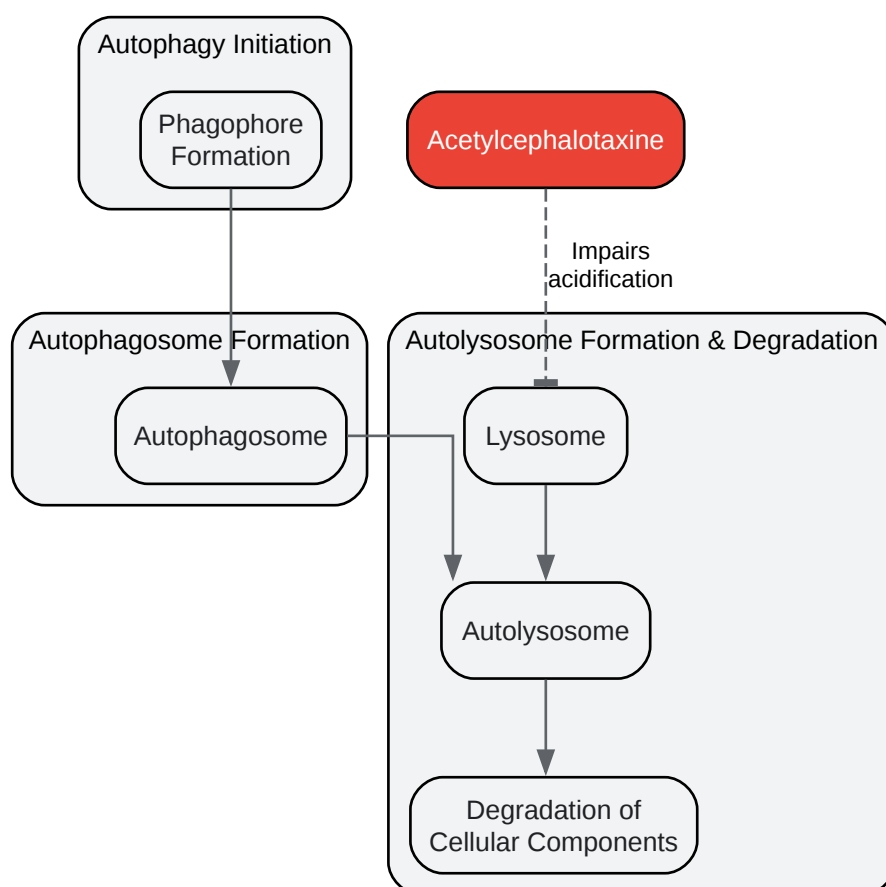 Autophagy Initiation
Phagophore
Formation
Acetylcephalotaxine
Impairs
acidification
Autophagosome Formation
Autophagosome
Autolysosome Formation & Degradation
Lysosome
Autolysosome
Degradation of
Cellular Components